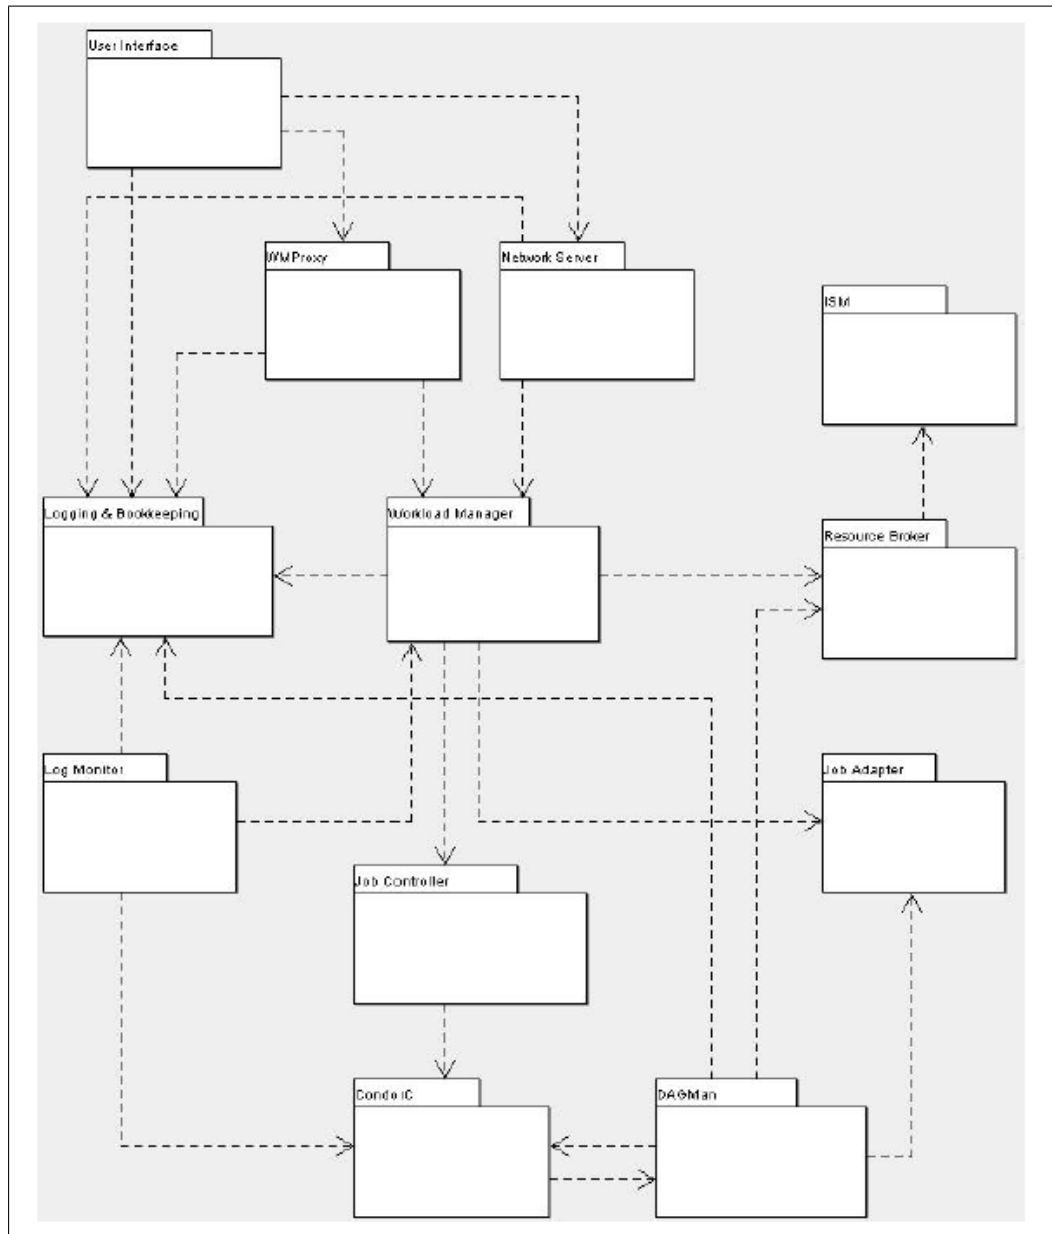 User Interface
WMProxy
Network Server
ISM
Logging & Bookkeeping
Workload Manager
Resource Broker
Log Monitor
Job Adapter
Job Controller
CondorC
DAGMan